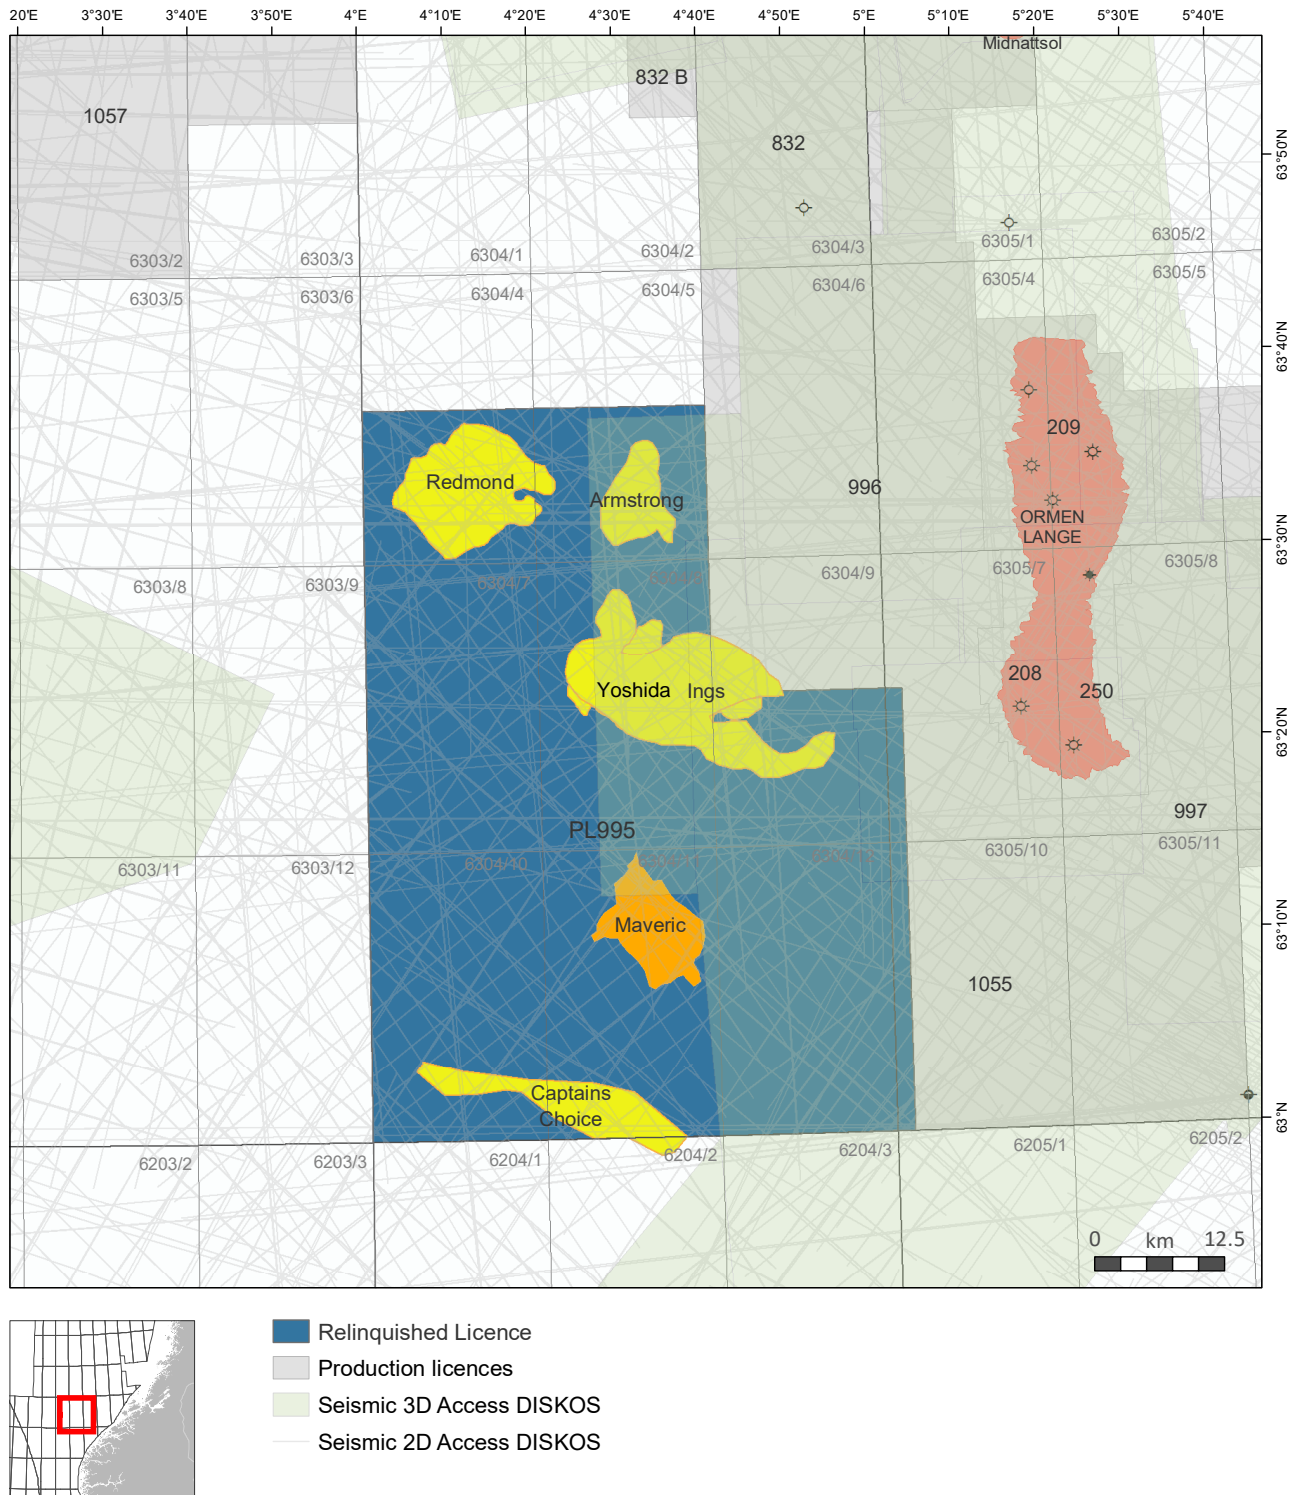 20'E 3°30'E 3°40'E 3°50'E 4°E 4°10'E 4°20'E 4°30'E 4°40'E 4°50'E 5°E 5°10'E 5°20'E 5°30'E 5°40'E
Midnattsol
832 B
1057
832
63°50'N
6303/2 6303/3 6304/1 6304/2 6304/3 6305/1 6305/2
6303/5 6303/6 6304/4 6304/5 6304/6 6305/4 6305/5
63°40'N
209
Redmond
Armstrong
996
ORMEN
LANGE
63°30'N
6303/8 6303/9 6304/7 6304/9 6305/7 6305/8
208
Yoshida Ings 250
63°20'N
997
PL995
6303/11 6303/12 6304/10 6305/10 6305/11
Maveric
63°10'N
1055
Captains
Choice
63°N
6203/2 6203/3 6204/1 6204/2 6204/3 6205/1 6205/2
0 km 12.5
Relinquished Licence
Production licences
Seismic 3D Access DISKOS
Seismic 2D Access DISKOS